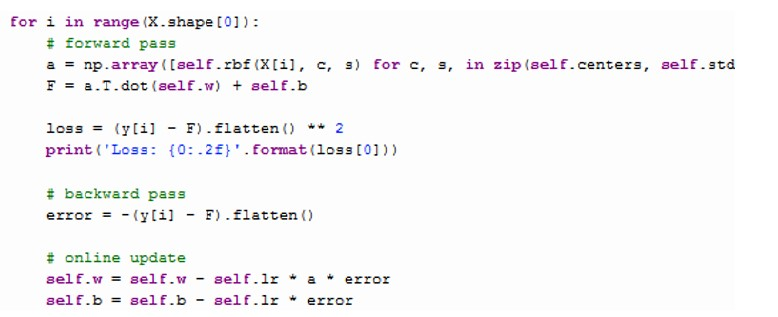 for i in range(X.shape[0]):
    # forward pass
    a = np.array([self.rbf(X[i], c, s) for c, s, in zip(self.centers, self.std
    F = a.T.dot(self.w) + self.b

    loss = (y[i] - F).flatten() ** 2
    print('Loss: {0:.2f}'.format(loss[0]))

    # backward pass
    error = -(y[i] - F).flatten()

    # online update
    self.w = self.w - self.lr * a * error
    self.b = self.b - self.lr * error